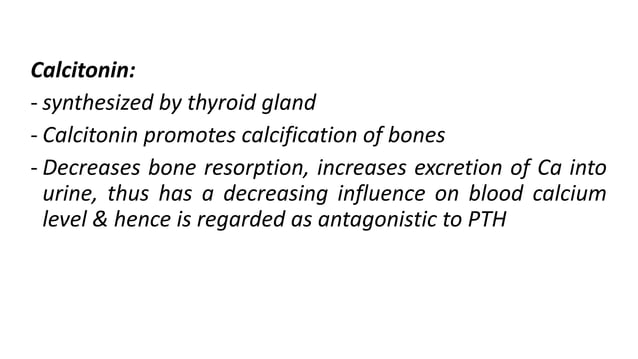 Calcitonin:
- synthesized by thyroid gland
- Calcitonin promotes calcification of bones
- Decreases bone resorption, increases excretion of Ca into
urine, thus has a decreasing influence on blood calcium
level & hence is regarded as antagonistic to PTH